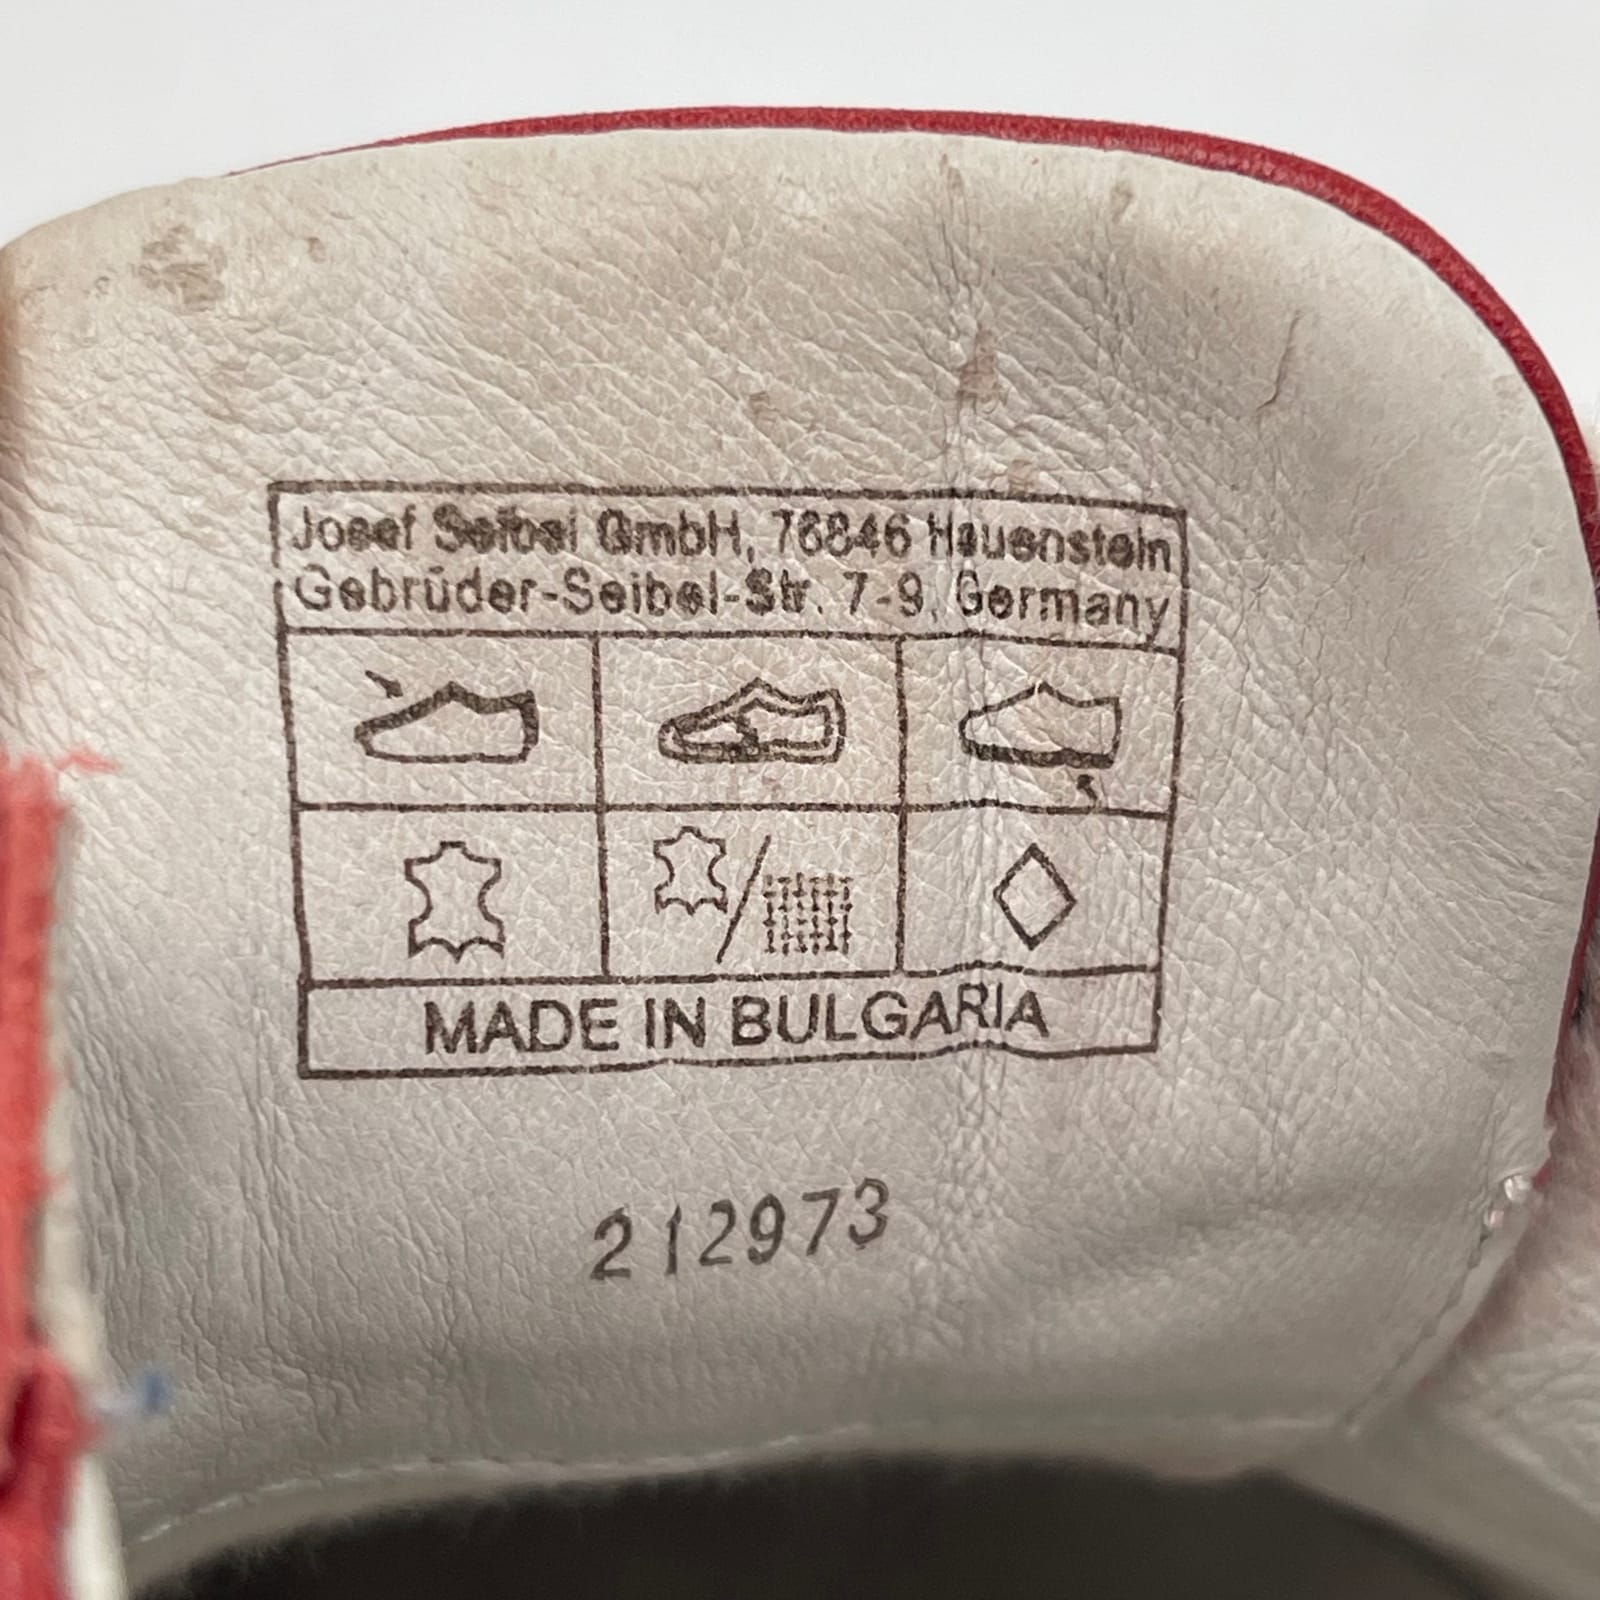 Josef Seibel GmbH, 76846 Hauenstein
Gebrüder-Seibel-Str. 7-9, Germany
MADE IN BULGARIA
212973